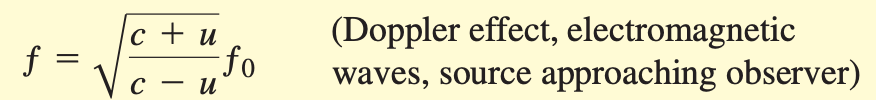 f = √((c + u)/(c − u)) f₀ (Doppler effect, electromagnetic
waves, source approaching observer)